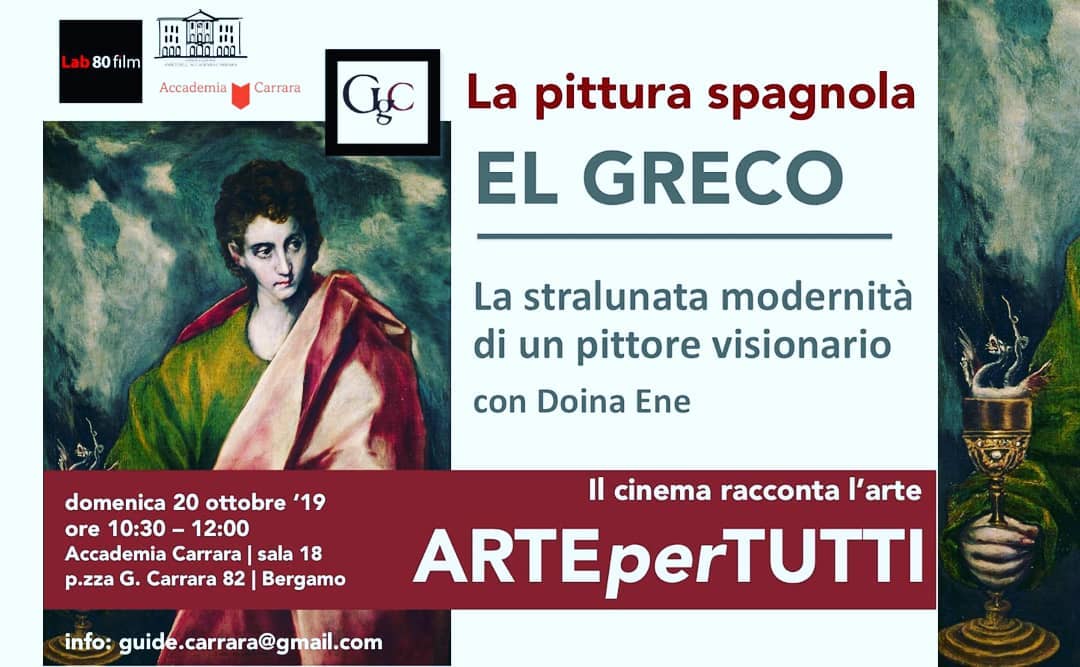 Lab 80 film
Accademia Carrara
GgC
La pittura spagnola
EL GRECO
La stralunata modernità
di un pittore visionario
con Doina Ene
Il cinema racconta l'arte
ARTEperTUTTI
domenica 20 ottobre '19
ore 10:30 – 12:00
Accademia Carrara | sala 18
p.zza G. Carrara 82 | Bergamo
info: guide.carrara@gmail.com